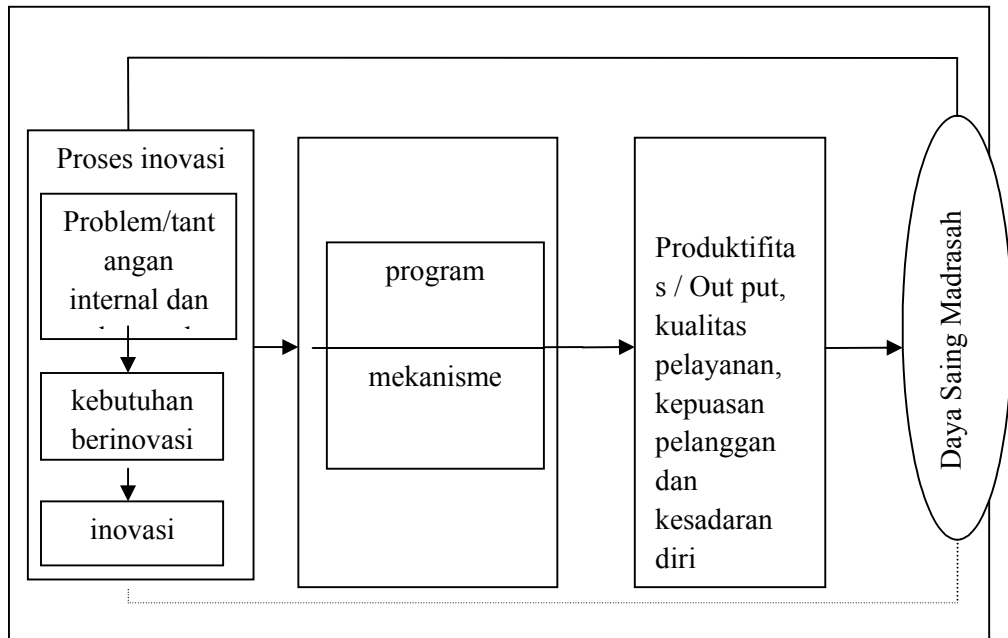 Proses inovasi
Problem/tant
angan
internal dan
kebutuhan
berinovasi
inovasi
program
mekanisme
Produktifita
s / Out put,
kualitas
pelayanan,
kepuasan
pelanggan
dan
kesadaran
diri
Daya Saing Madrasah